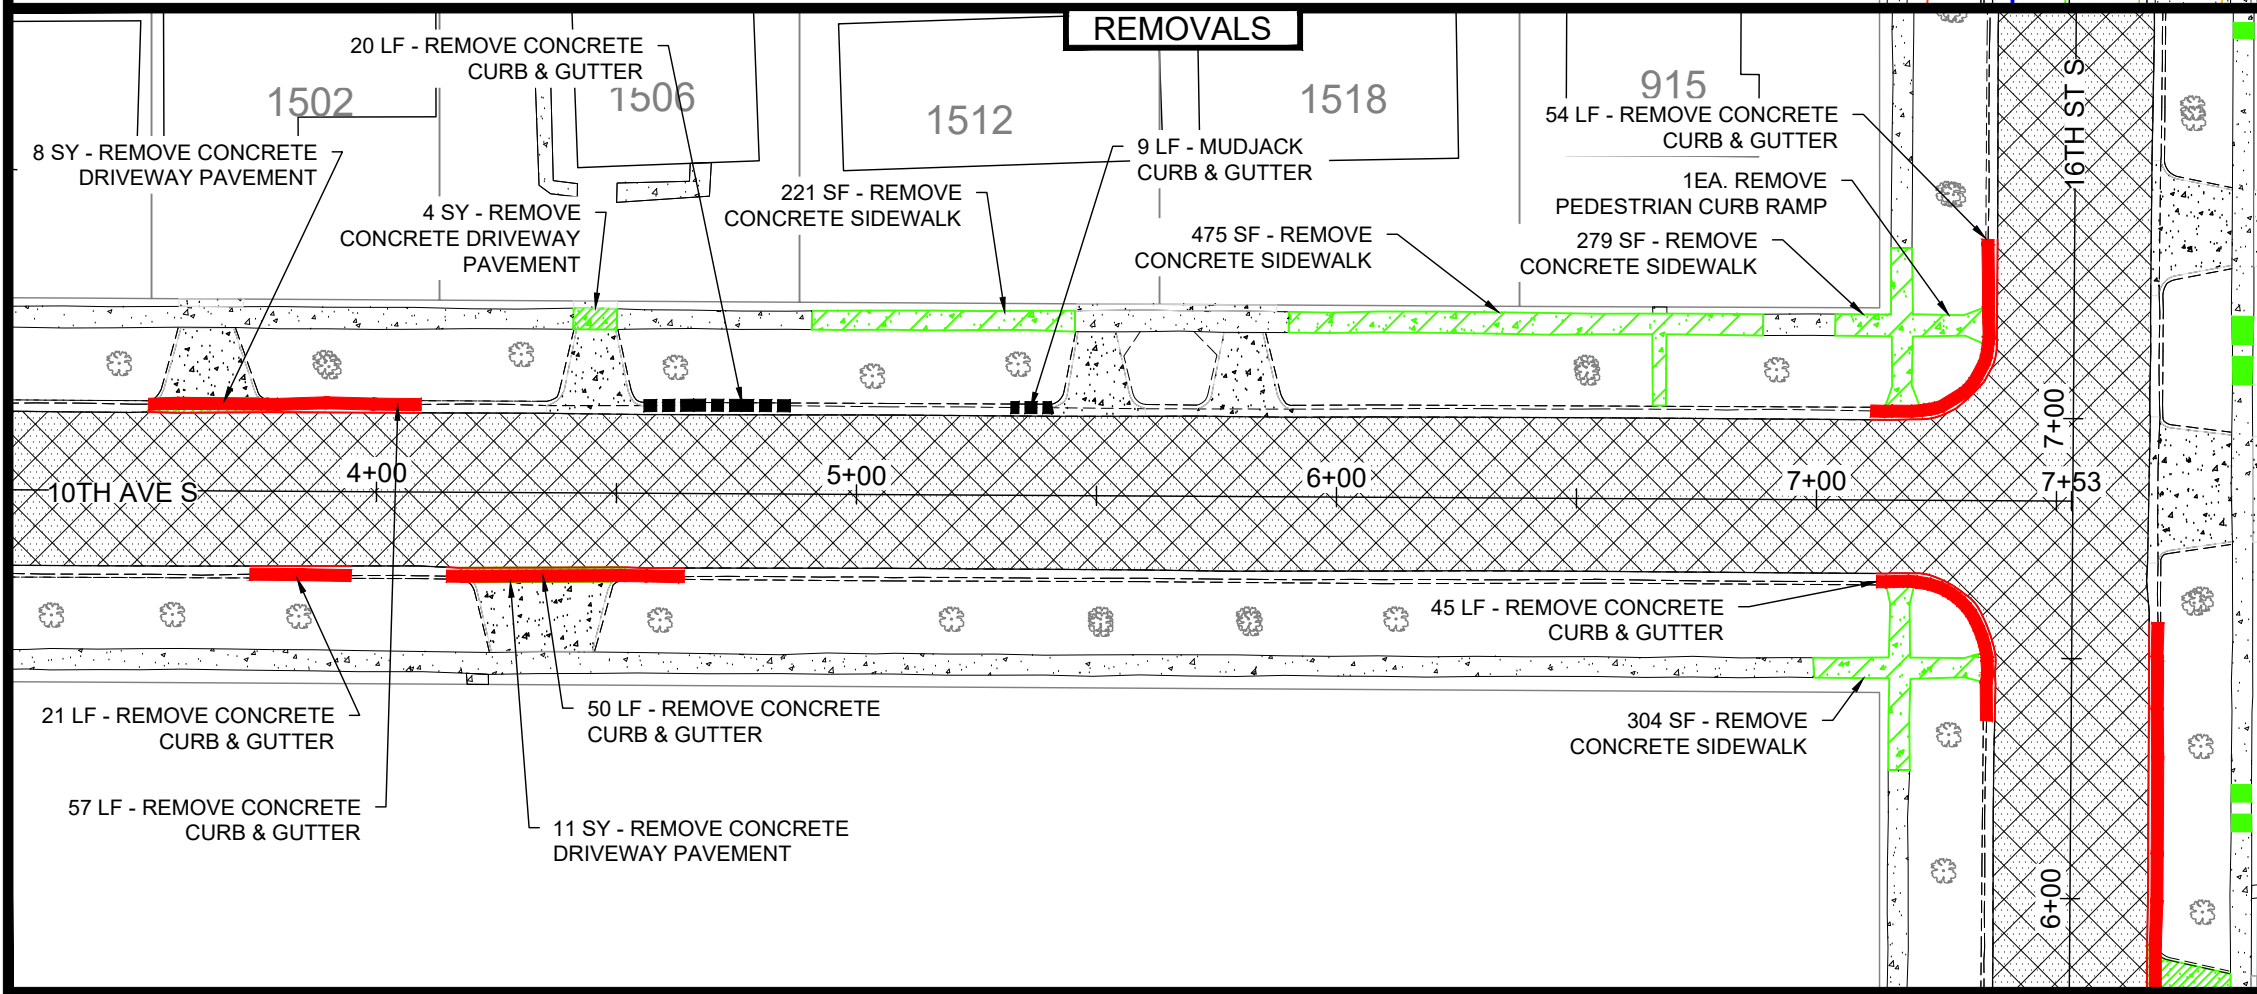 REMOVALS
20 LF - REMOVE CONCRETE
CURB & GUTTER
1502
1506
1512
1518
915
54 LF - REMOVE CONCRETE
CURB & GUTTER
16TH ST S
8 SY - REMOVE CONCRETE
DRIVEWAY PAVEMENT
9 LF - MUDJACK
CURB & GUTTER
221 SF - REMOVE
CONCRETE SIDEWALK
1EA. REMOVE
PEDESTRIAN CURB RAMP
4 SY - REMOVE
CONCRETE DRIVEWAY
PAVEMENT
475 SF - REMOVE
CONCRETE SIDEWALK
279 SF - REMOVE
CONCRETE SIDEWALK
7+00
10TH AVE S
4+00
5+00
6+00
7+00
7+53
45 LF - REMOVE CONCRETE
CURB & GUTTER
21 LF - REMOVE CONCRETE
CURB & GUTTER
50 LF - REMOVE CONCRETE
CURB & GUTTER
304 SF - REMOVE
CONCRETE SIDEWALK
57 LF - REMOVE CONCRETE
CURB & GUTTER
11 SY - REMOVE CONCRETE
DRIVEWAY PAVEMENT
6+00